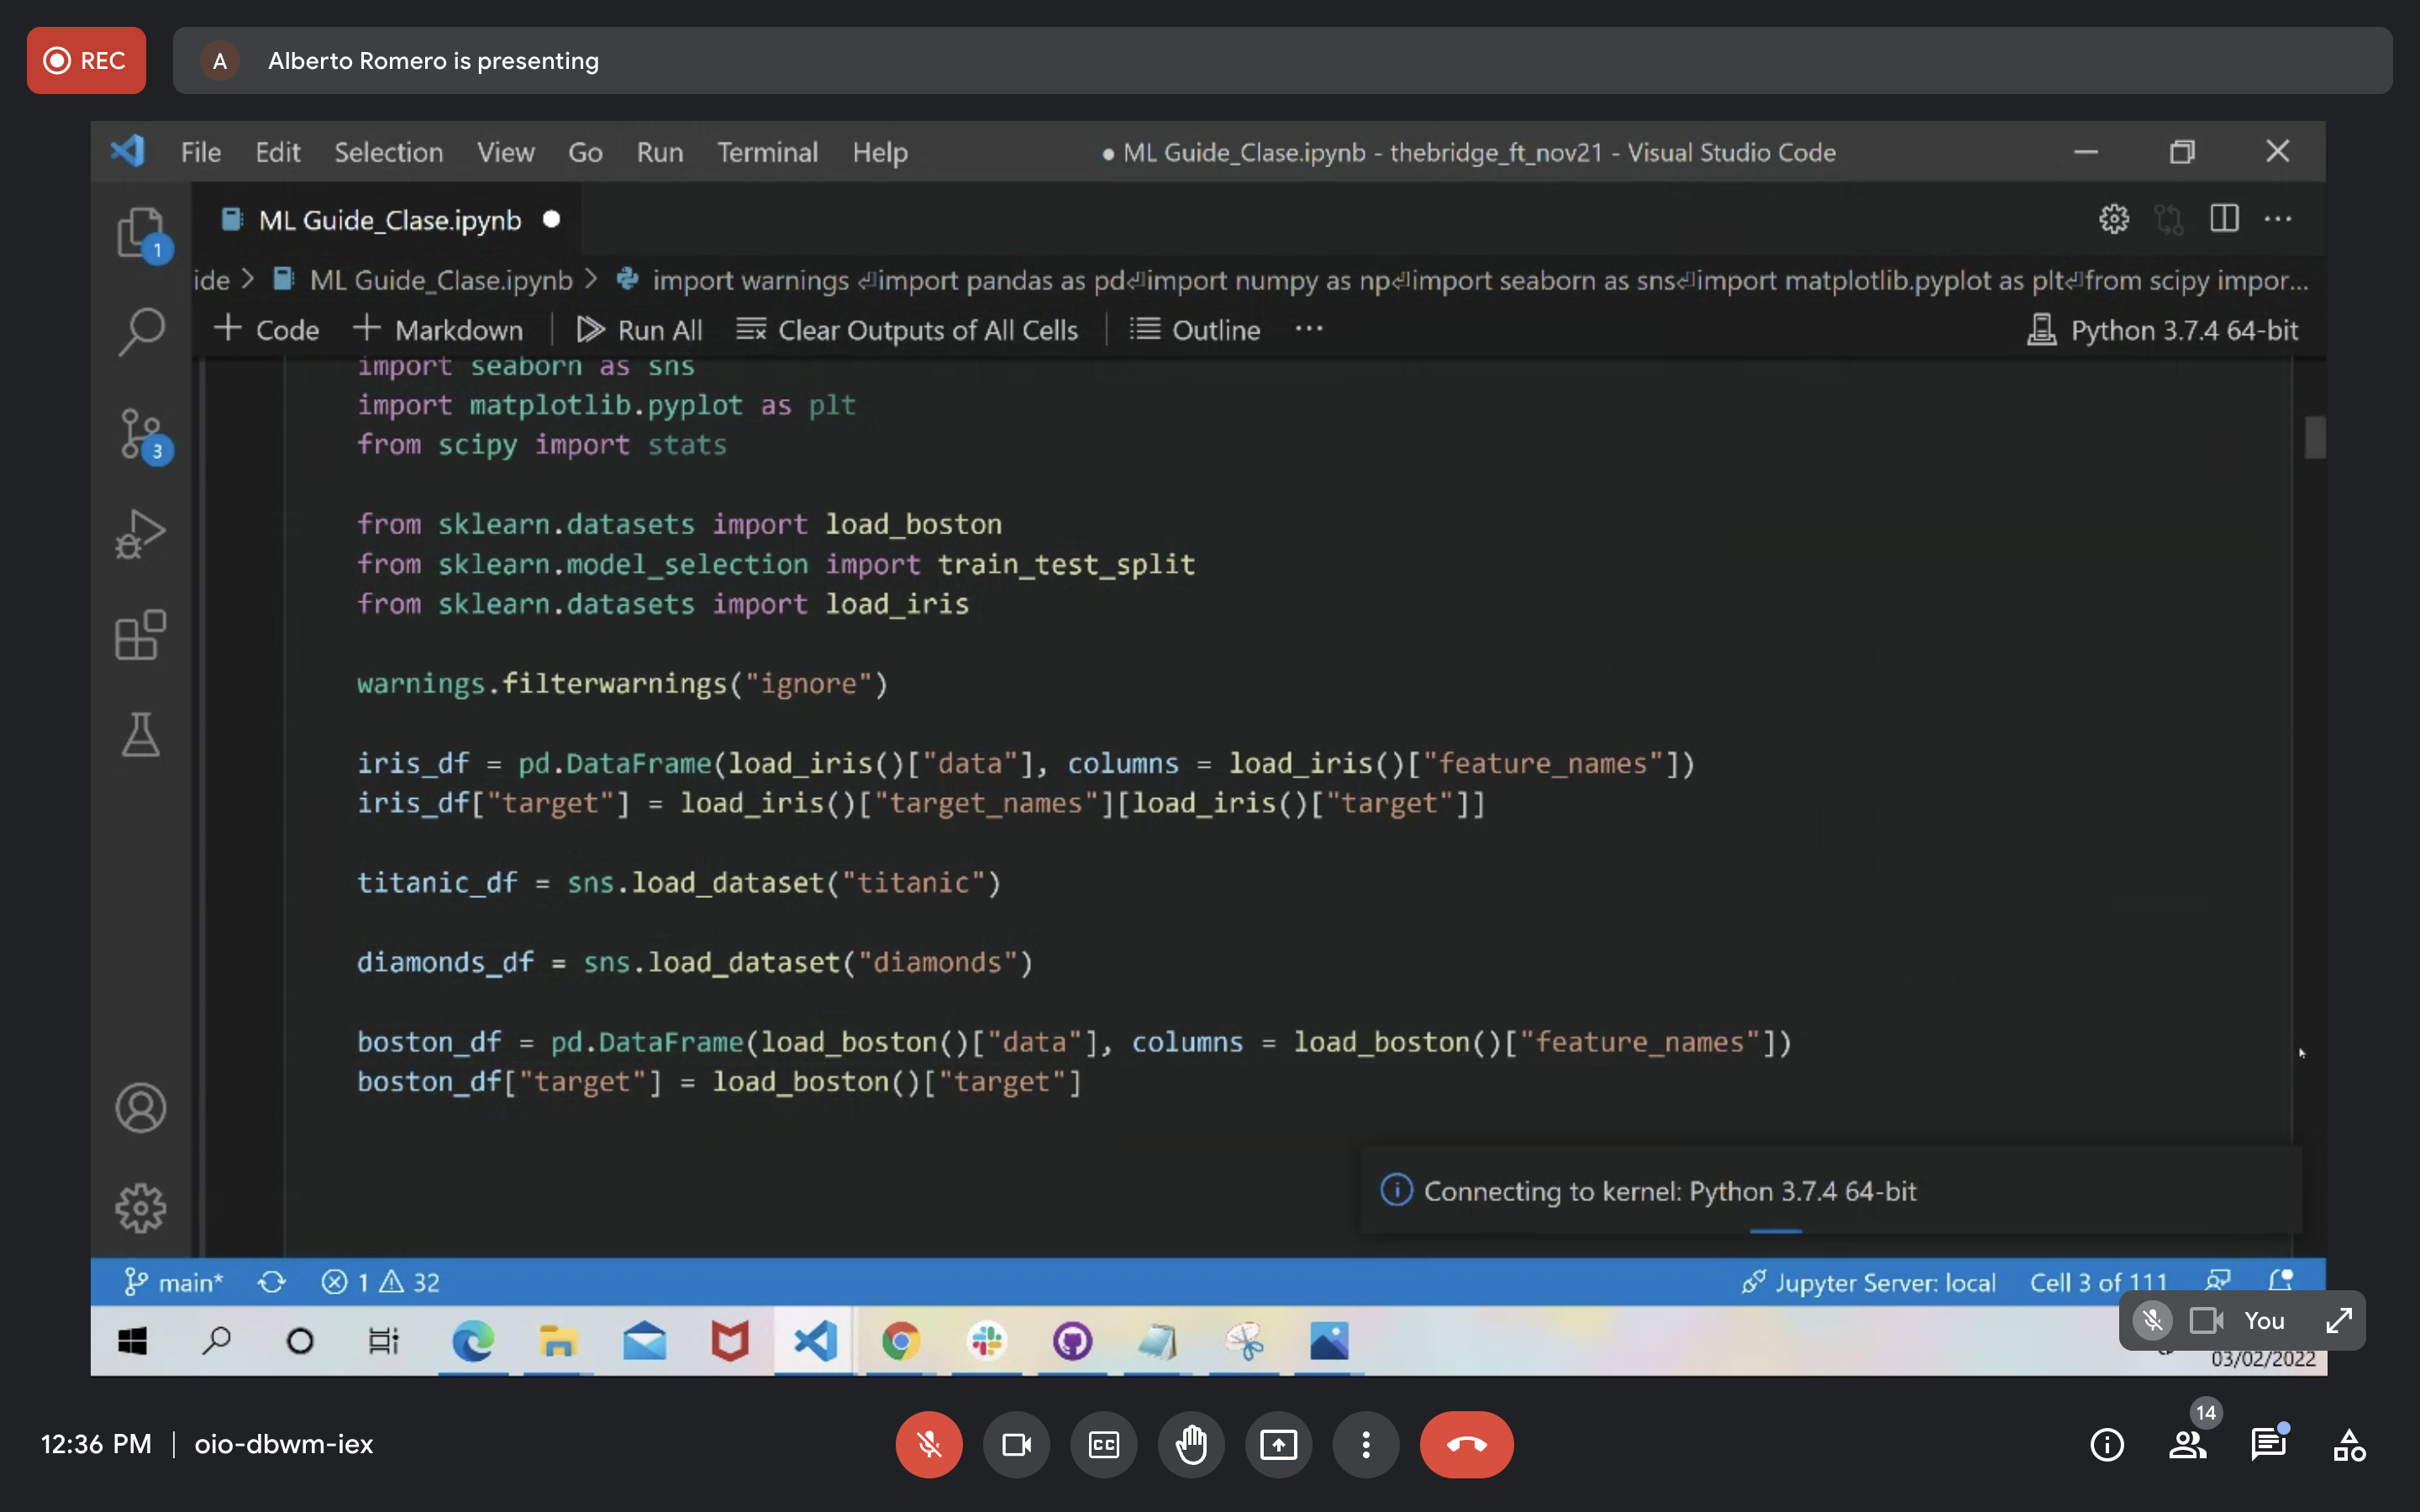 REC
A
Alberto Romero is presenting
File Edit Selection View Go Run Terminal Help
● ML Guide_Clase.ipynb - thebridge_ft_nov21 - Visual Studio Code
ML Guide_Clase.ipynb
1
ide > ML Guide_Clase.ipynb > import warnings ⏎import pandas as pd⏎import numpy as np⏎import seaborn as sns⏎import matplotlib.pyplot as plt⏎from scipy impor...
+ Code + Markdown Run All Clear Outputs of All Cells Outline ...
Python 3.7.4 64-bit
import seaborn as sns
import matplotlib.pyplot as plt
from scipy import stats
3
from sklearn.datasets import load_boston
from sklearn.model_selection import train_test_split
from sklearn.datasets import load_iris
warnings.filterwarnings("ignore")
iris_df = pd.DataFrame(load_iris()["data"], columns = load_iris()["feature_names"])
iris_df["target"] = load_iris()["target_names"][load_iris()["target"]]
titanic_df = sns.load_dataset("titanic")
diamonds_df = sns.load_dataset("diamonds")
boston_df = pd.DataFrame(load_boston()["data"], columns = load_boston()["feature_names"])
boston_df["target"] = load_boston()["target"]
Connecting to kernel: Python 3.7.4 64-bit
main* 1 32
Jupyter Server: local Cell 3 of 111
You
03/02/2022
12:36 PM | oio-dbwm-iex
CC
14